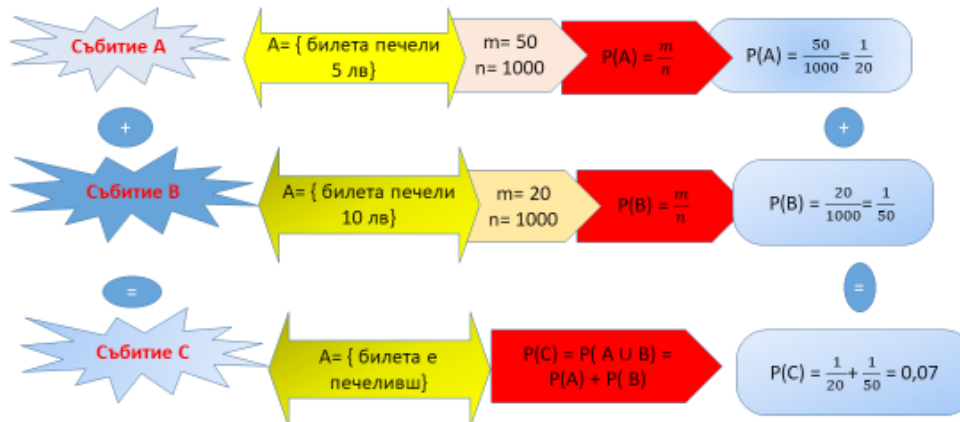 Събитие А
А= { билета печели
5 лв}
m= 50
n= 1000
P(A) = m/n
P(A) = 50/1000 = 1/20
+
+
Събитие В
А= { билета печели
10 лв}
m= 20
n= 1000
P(B) = m/n
P(B) = 20/1000 = 1/50
=
=
Събитие С
А= { билета е
печеливш}
P(C) = P( A U B) =
P(A) + P( B)
P(C) = 1/20 + 1/50 = 0,07